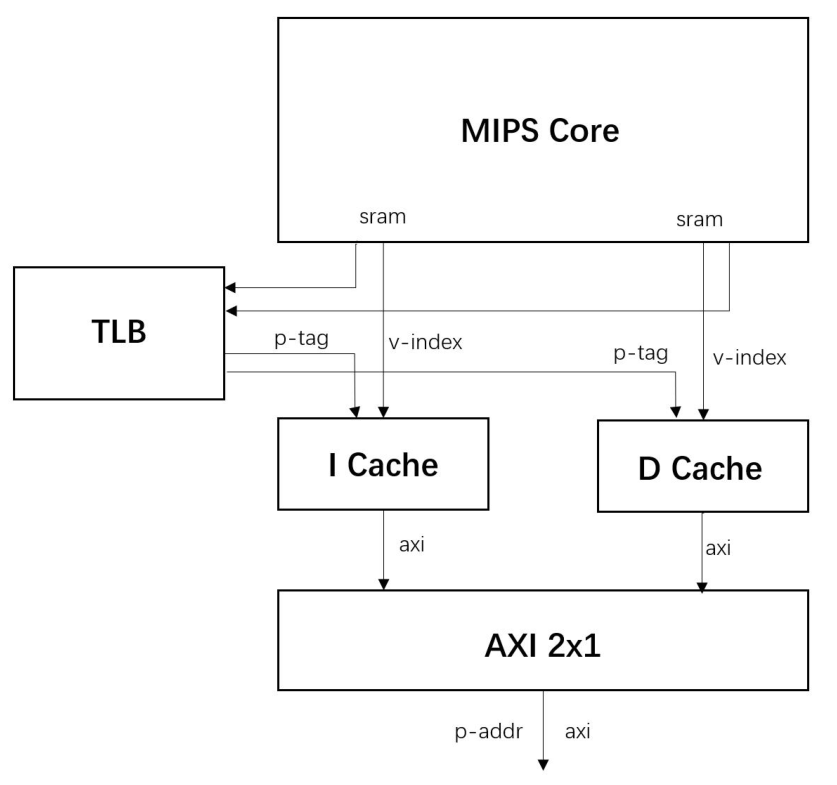 MIPS Core
sram
sram
TLB
p-tag
v-index
p-tag
v-index
I Cache
D Cache
axi
axi
AXI 2x1
p-addr
axi